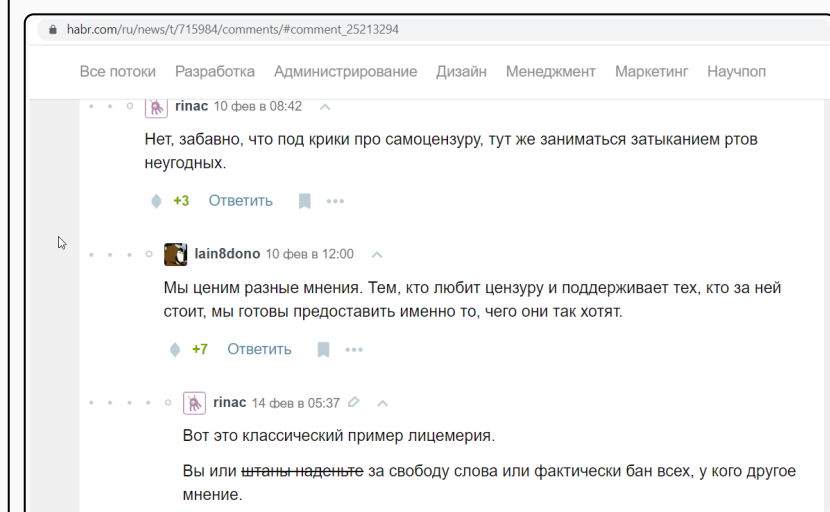 habr.com/ru/news/t/715984/comments/#comment_25213294
Все потоки Разработка Администрирование Дизайн Менеджмент Маркетинг Научпоп
rinac 10 фев в 08:42
Нет, забавно, что под крики про самоцензуру, тут же заниматься затыканием ртов
неугодных.
+3 Ответить
Iain8dono 10 фев в 12:00
Мы ценим разные мнения. Тем, кто любит цензуру и поддерживает тех, кто за ней
стоит, мы готовы предоставить именно то, чего они так хотят.
+7 Ответить
rinac 14 фев в 05:37
Вот это классический пример лицемерия.
Вы или штаны наденьте за свободу слова или фактически бан всех, у кого другое
мнение.